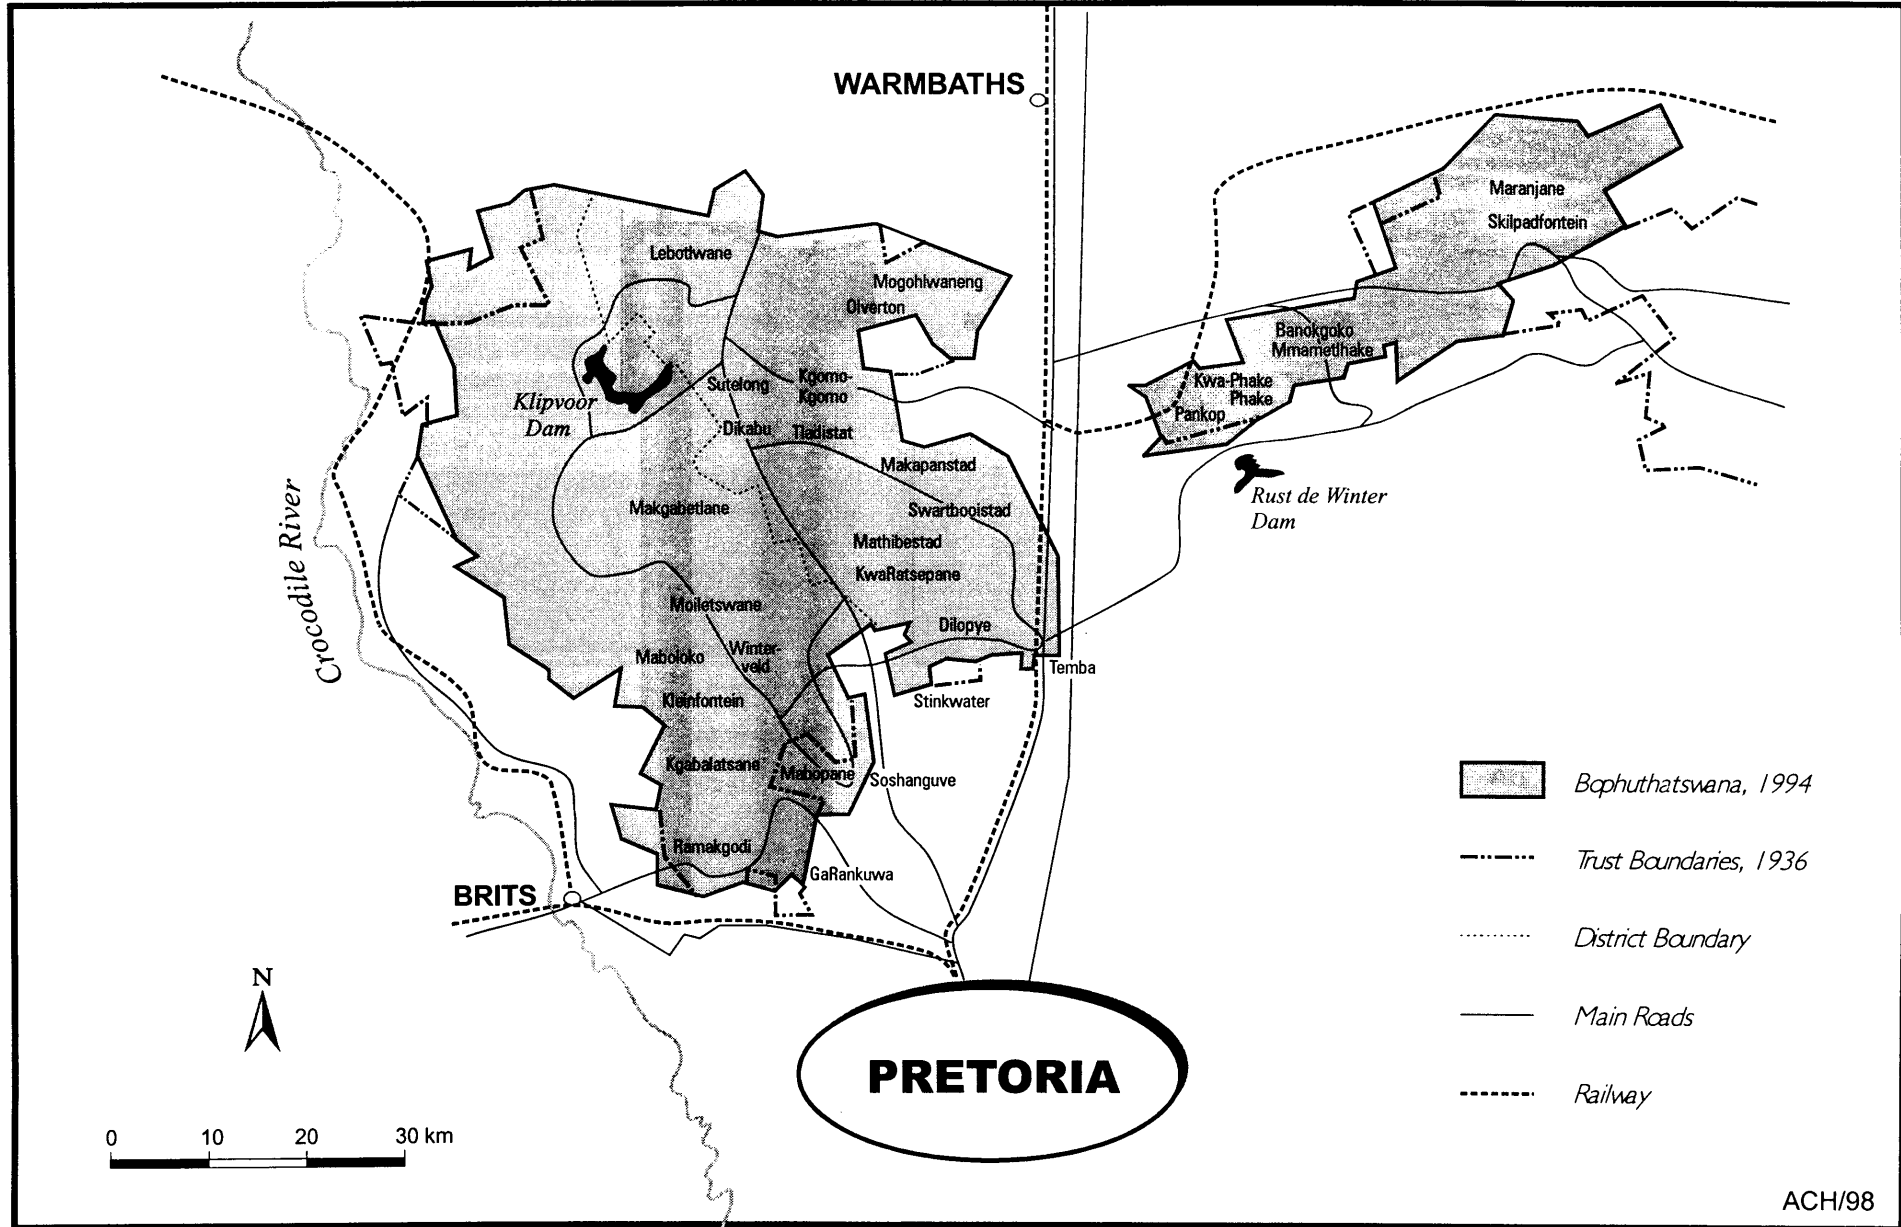 WARMBATHS
Maranjane
Skilpadfontein
Lebotlwane
Mogohlwaneng
Olverton
Banokgoko
Mmametlhake
Kwa-Phake
Phake
Pankop
Sutelong
Kgomo-
Kgomo
Klipvoor
Dam
Dikabu
Tladistat
Makapanstad
Rust de Winter
Dam
Makgabetlane
Swartbooistad
Mathibestad
KwaRatsepane
Crocodile River
Moiletswane
Dilopye
Maboloko
Winter-
veld
Temba
Kleinfontein
Stinkwater
Kgabalatsane
Mabopane
Soshanguve
Ramakgodi
GaRankuwa
BRITS
PRETORIA
N
0 10 20 30 km
Bophuthatswana, 1994
Trust Boundaries, 1936
District Boundary
Main Roads
Railway
ACH/98